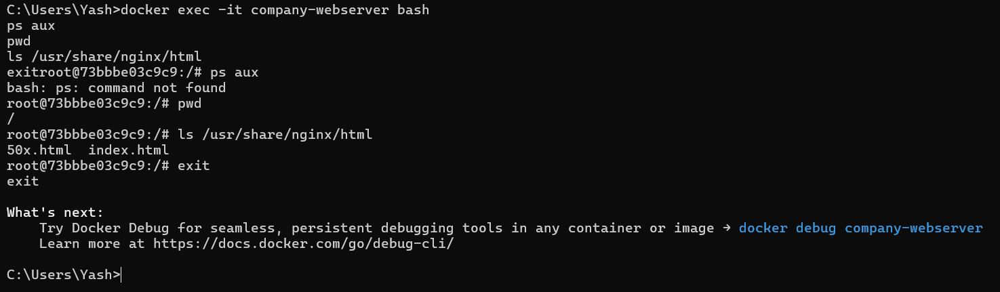 C:\Users\Yash>docker exec -it company-webserver bash
ps aux
pwd
ls /usr/share/nginx/html
exitroot@73bbbe03c9c9:/# ps aux
bash: ps: command not found
root@73bbbe03c9c9:/# pwd
/
root@73bbbe03c9c9:/# ls /usr/share/nginx/html
50x.html  index.html
root@73bbbe03c9c9:/# exit
exit
What's next:
Try Docker Debug for seamless, persistent debugging tools in any container or image → docker debug company-webserver
Learn more at https://docs.docker.com/go/debug-cli/
C:\Users\Yash>